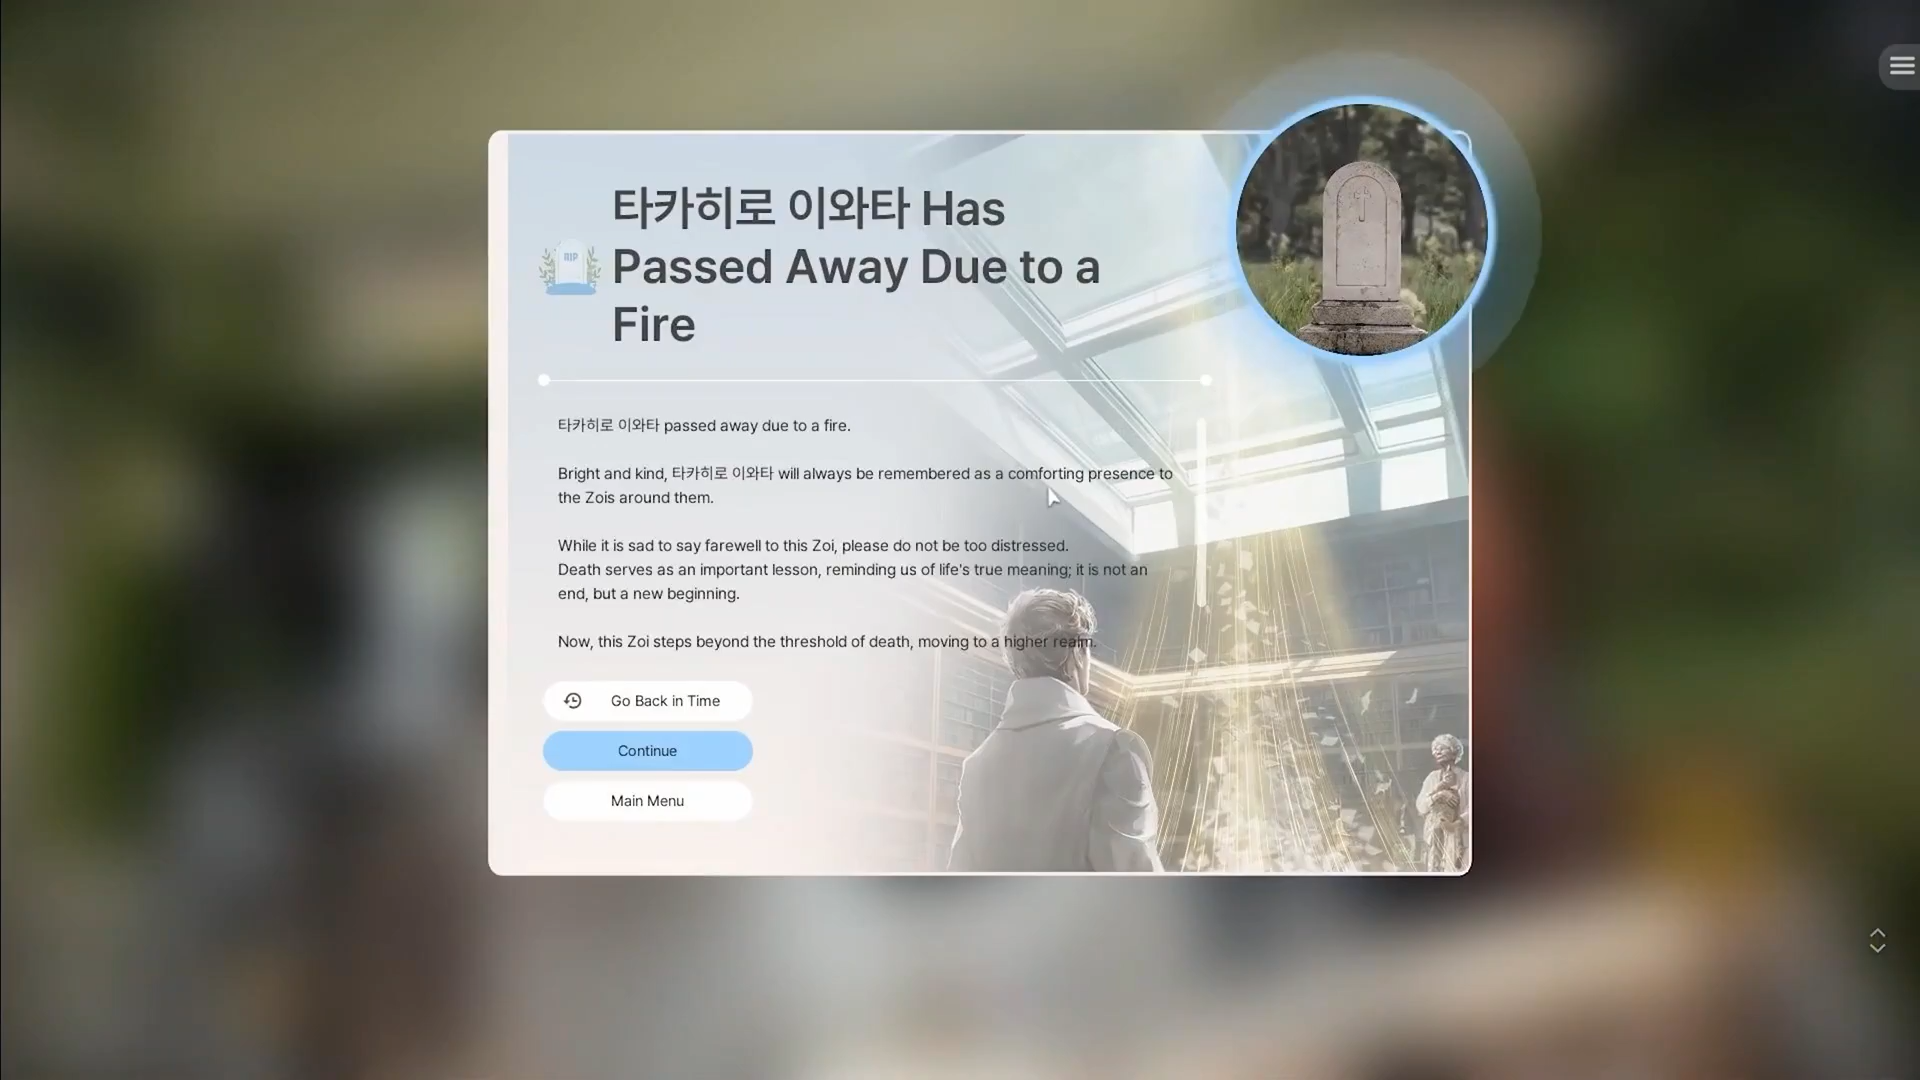 타카히로 이와타 Has
Passed Away Due to a
Fire
RIP
타카히로 이와타 passed away due to a fire.
Bright and kind, 타카히로 이와타 will always be remembered as a comforting presence to
the Zois around them.
While it is sad to say farewell to this Zoi, please do not be too distressed.
Death serves as an important lesson, reminding us of life's true meaning; it is not an
end, but a new beginning.
Now, this Zoi steps beyond the threshold of death, moving to a higher realm.
Go Back in Time
Continue
Main Menu